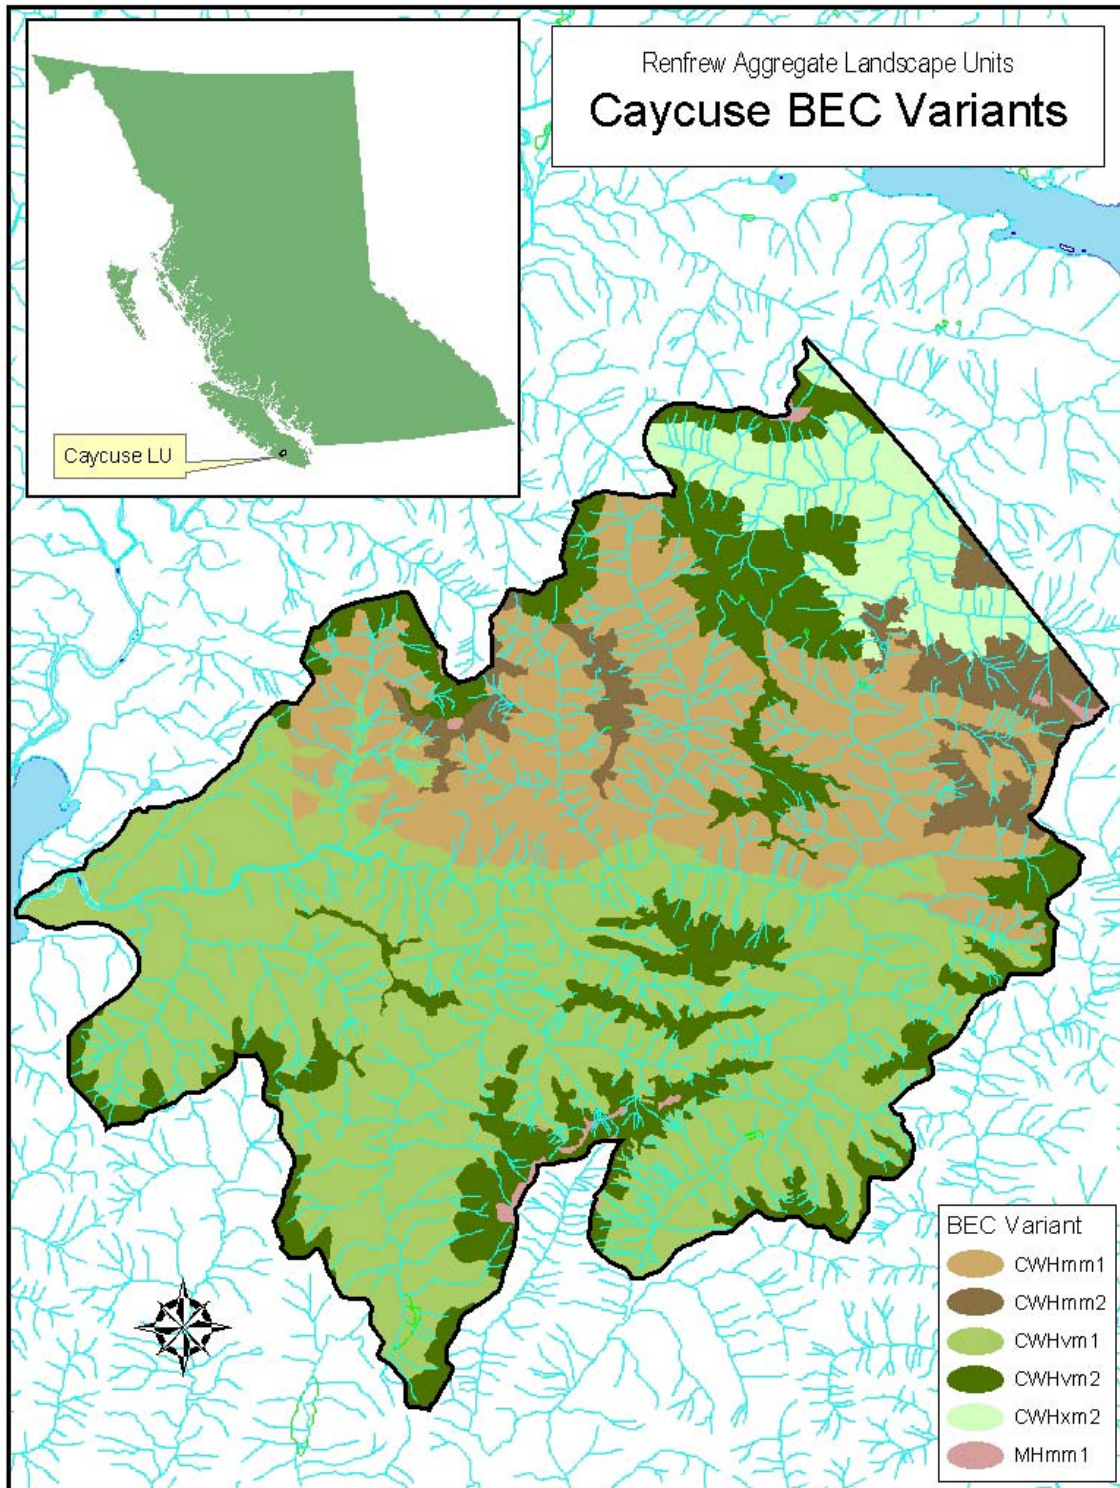 Renfrew Aggregate Landscape Units
Caycuse BEC Variants
Caycuse LU
BEC Variant
CWHmm1
CWHmm2
CWHvm1
CWHvm2
CWHxm2
MHmm1